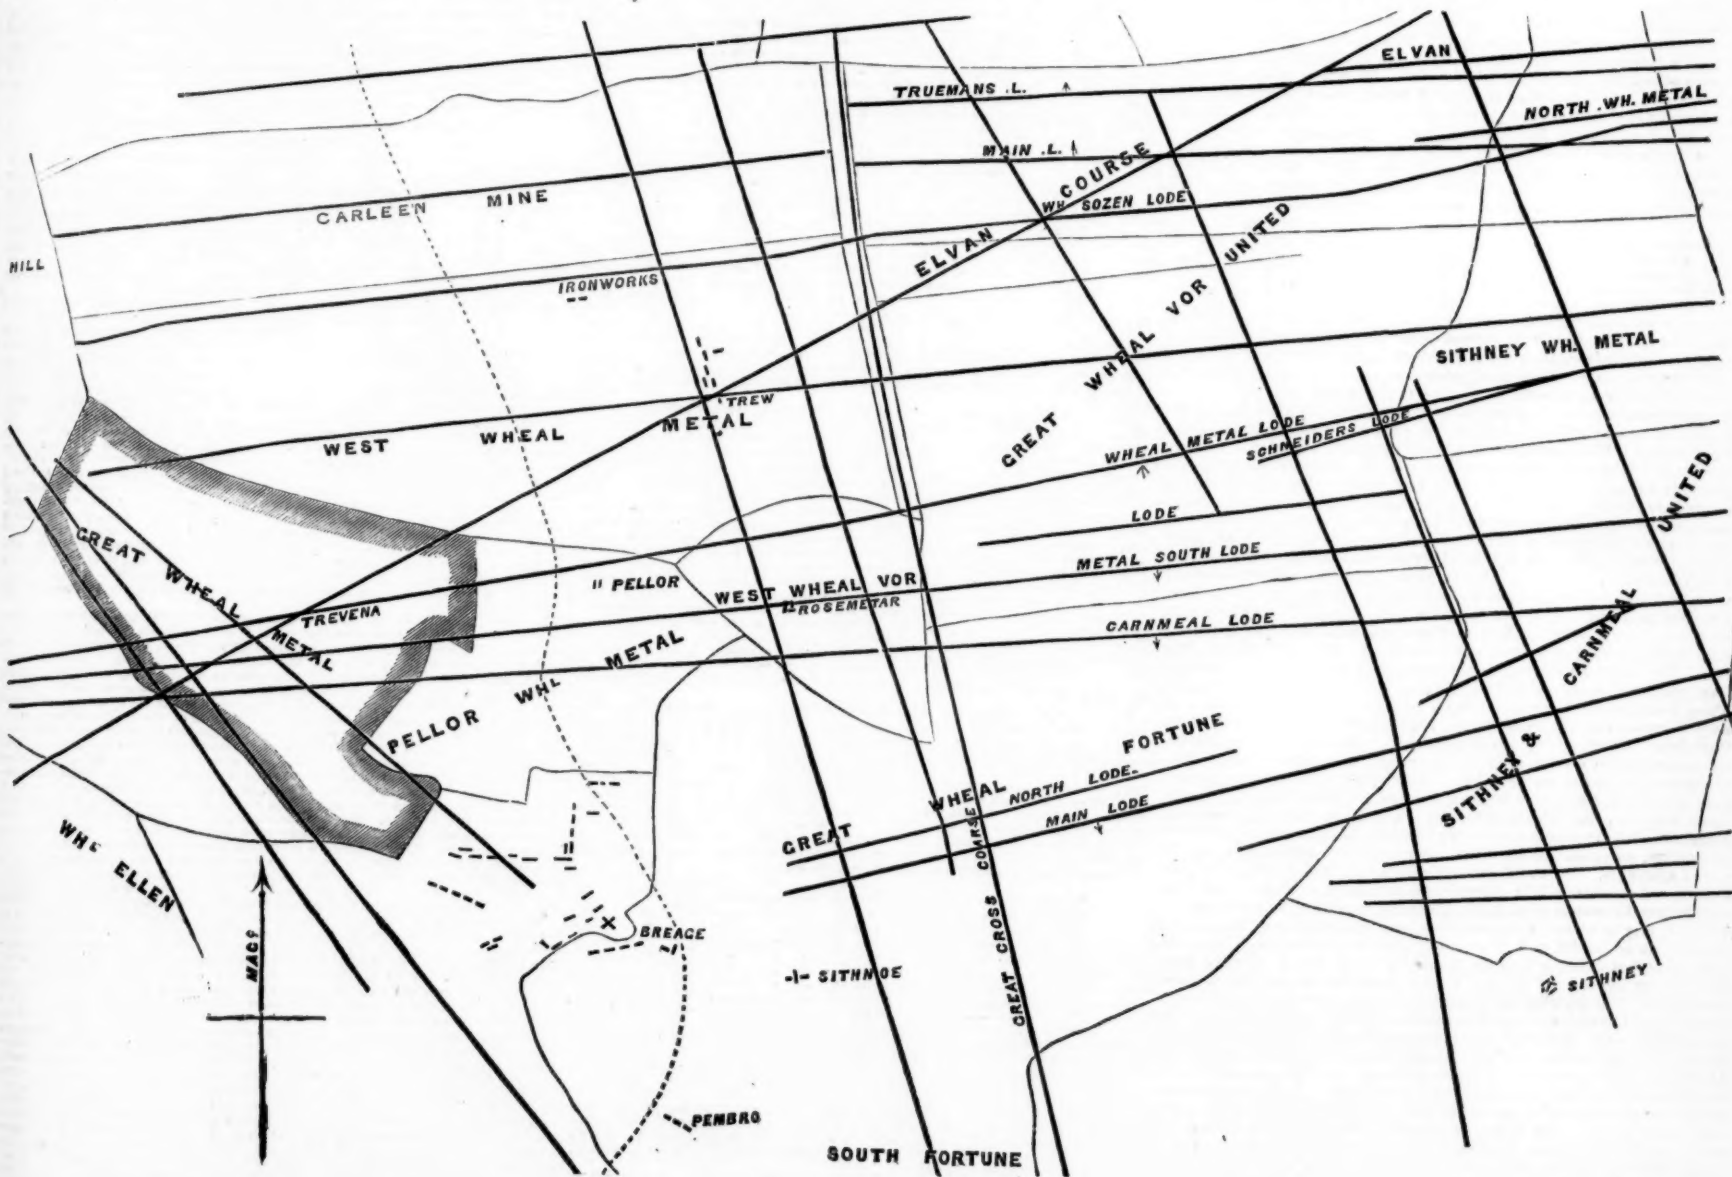 ELVAN
TRUEMANS .L.
NORTH .WH. METAL
MAIN .L.
ELVAN COURSE
WH SOZEN LODE
CARLEEN MINE
HILL
IRONWORKS
GREAT WHEAL VOR UNITED
SITHNEY WH. METAL
TREW
WEST WHEAL METAL
WHEAL METAL LODE
SCHNEIDERS LODE
LODE
UNITED
METAL SOUTH LODE
GREAT WHEAL METAL
PELLOR
WEST WHEAL VOR
ROSEMETAR
TREVENA
CARNMEAL LODE
CARNMEAL
PELLOR WHL METAL
SITHNEY &
GREAT WHEAL FORTUNE
NORTH LODE.
MAIN LODE
GREAT CROSS COURSE
WHL ELLEN
MAG?
BREAGE
SITHNOE
SITHNEY
PEMBRO
SOUTH FORTUNE